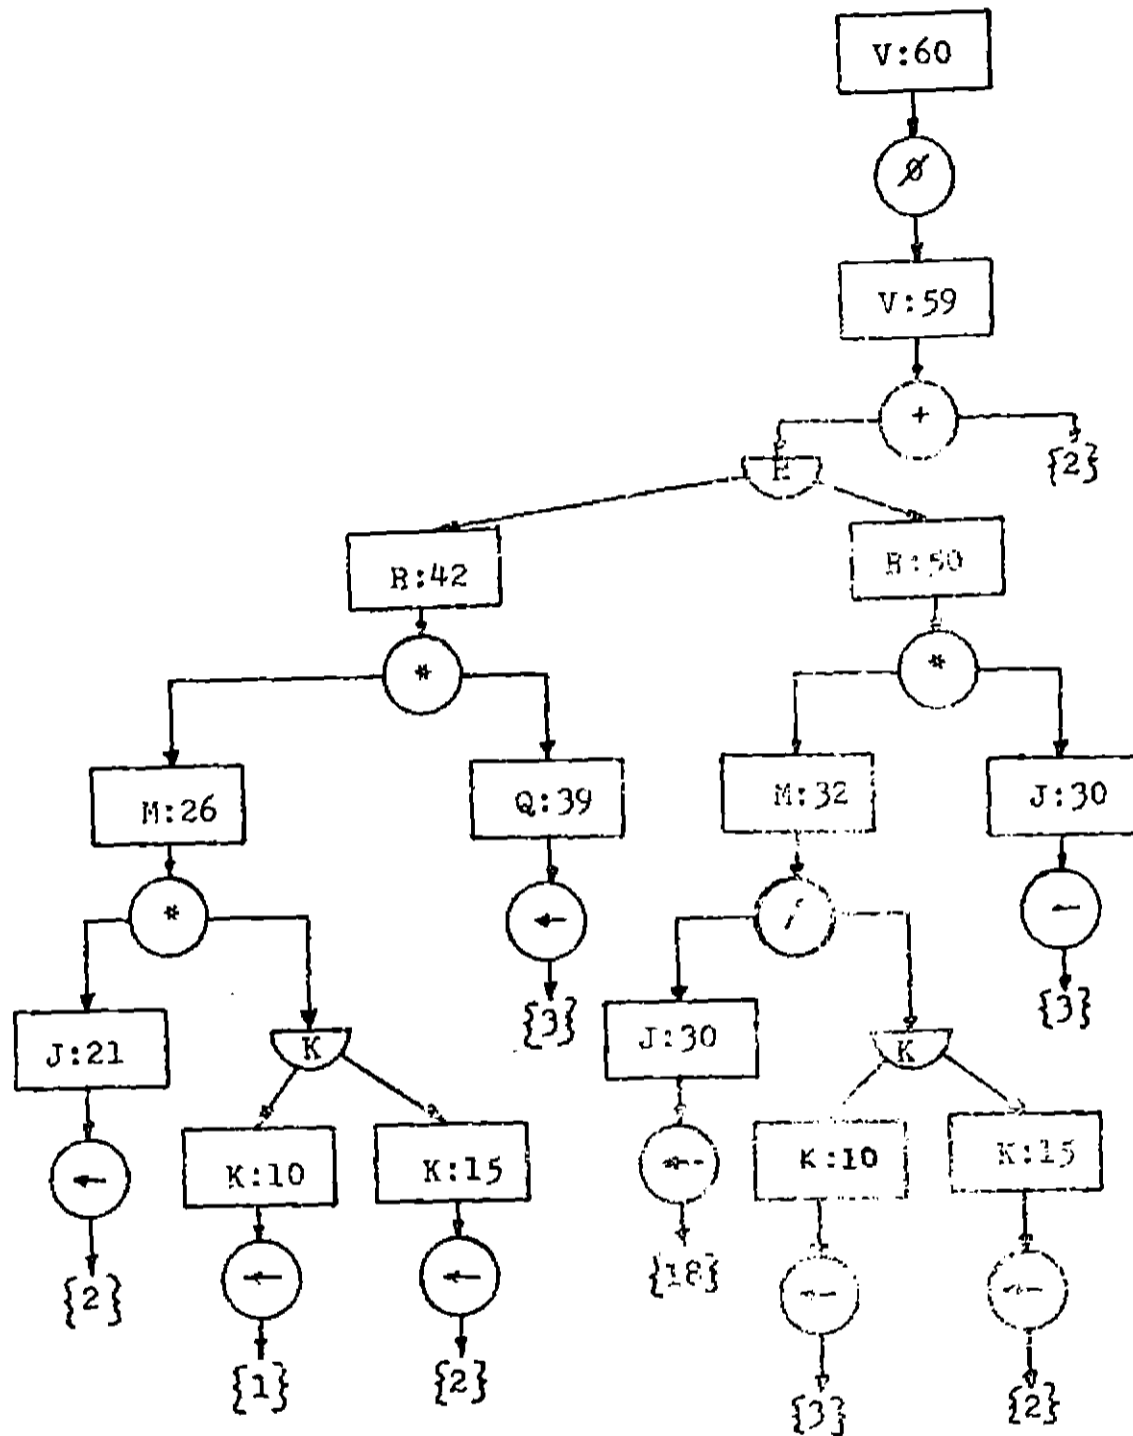 V:60
Ø
V:59
+
{2}
R:42
R:50
*
*
M:26
Q:39
M:32
J:30
*
←
/
←
{3}
{3}
J:21
K
J:30
K
←
K:10
K:15
←
K:10
K:15
{2}
←
←
{18}
←
←
{1}
{2}
{3}
{2}